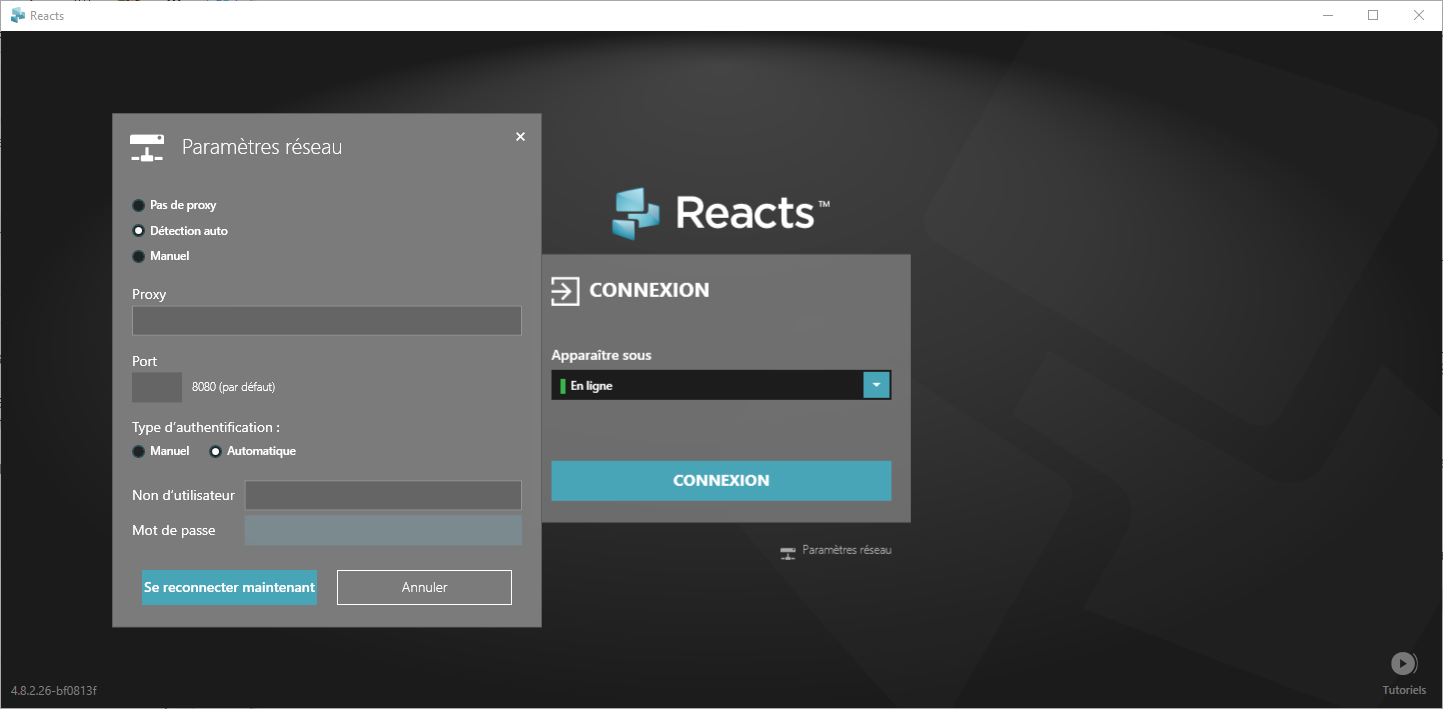 Reacts
Paramètres réseau
Pas de proxy
Détection auto
Manuel
Proxy
Port
8080 (par défaut)
Type d'authentification :
Manuel Automatique
Non d'utilisateur
Mot de passe
Se reconnecter maintenant Annuler
Reacts™
CONNEXION
Apparaître sous
En ligne
CONNEXION
Paramètres réseau
4.8.2.26-bf0813f
Tutoriels